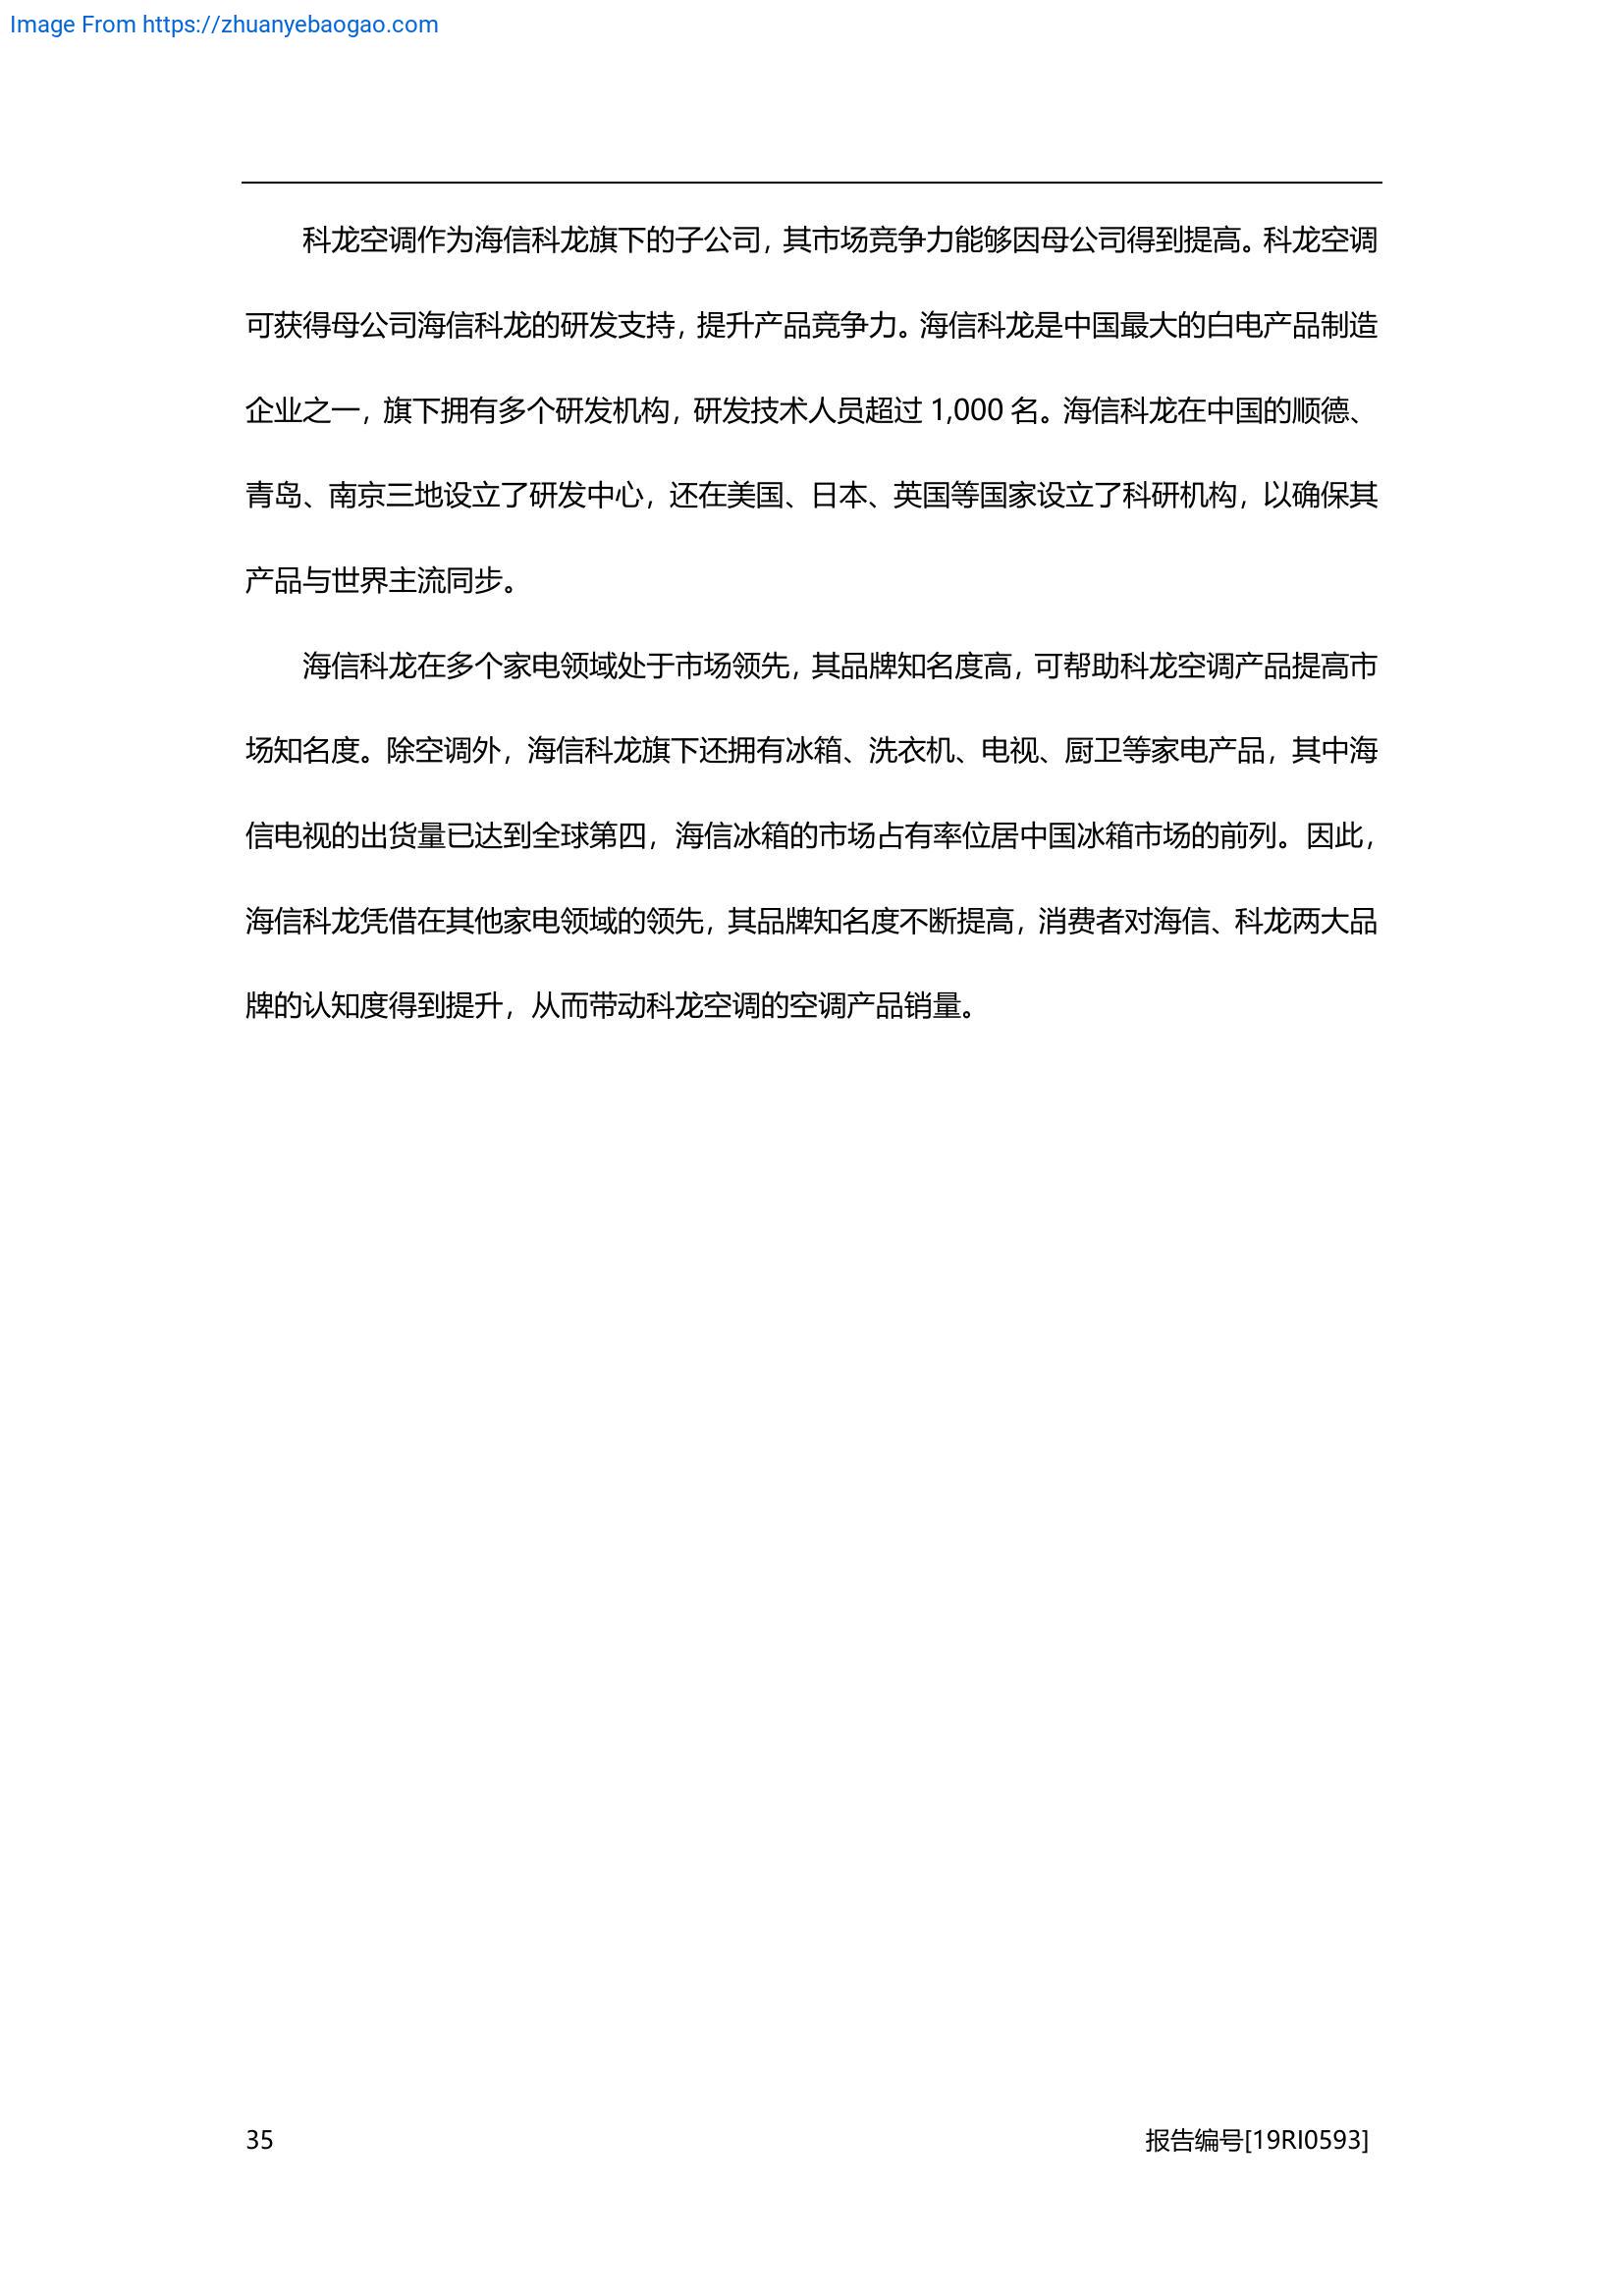 Image From https://zhuanyebaogao.com
科龙空调作为海信科龙旗下的子公司，其市场竞争力能够因母公司得到提高。科龙空调
可获得母公司海信科龙的研发支持，提升产品竞争力。海信科龙是中国最大的白电产品制造
企业之一，旗下拥有多个研发机构，研发技术人员超过 1,000 名。海信科龙在中国的顺德、
青岛、南京三地设立了研发中心，还在美国、日本、英国等国家设立了科研机构，以确保其
产品与世界主流同步。
海信科龙在多个家电领域处于市场领先，其品牌知名度高，可帮助科龙空调产品提高市
场知名度。除空调外，海信科龙旗下还拥有冰箱、洗衣机、电视、厨卫等家电产品，其中海
信电视的出货量已达到全球第四，海信冰箱的市场占有率位居中国冰箱市场的前列。因此，
海信科龙凭借在其他家电领域的领先，其品牌知名度不断提高，消费者对海信、科龙两大品
牌的认知度得到提升，从而带动科龙空调的空调产品销量。
35 报告编号[19RI0593]